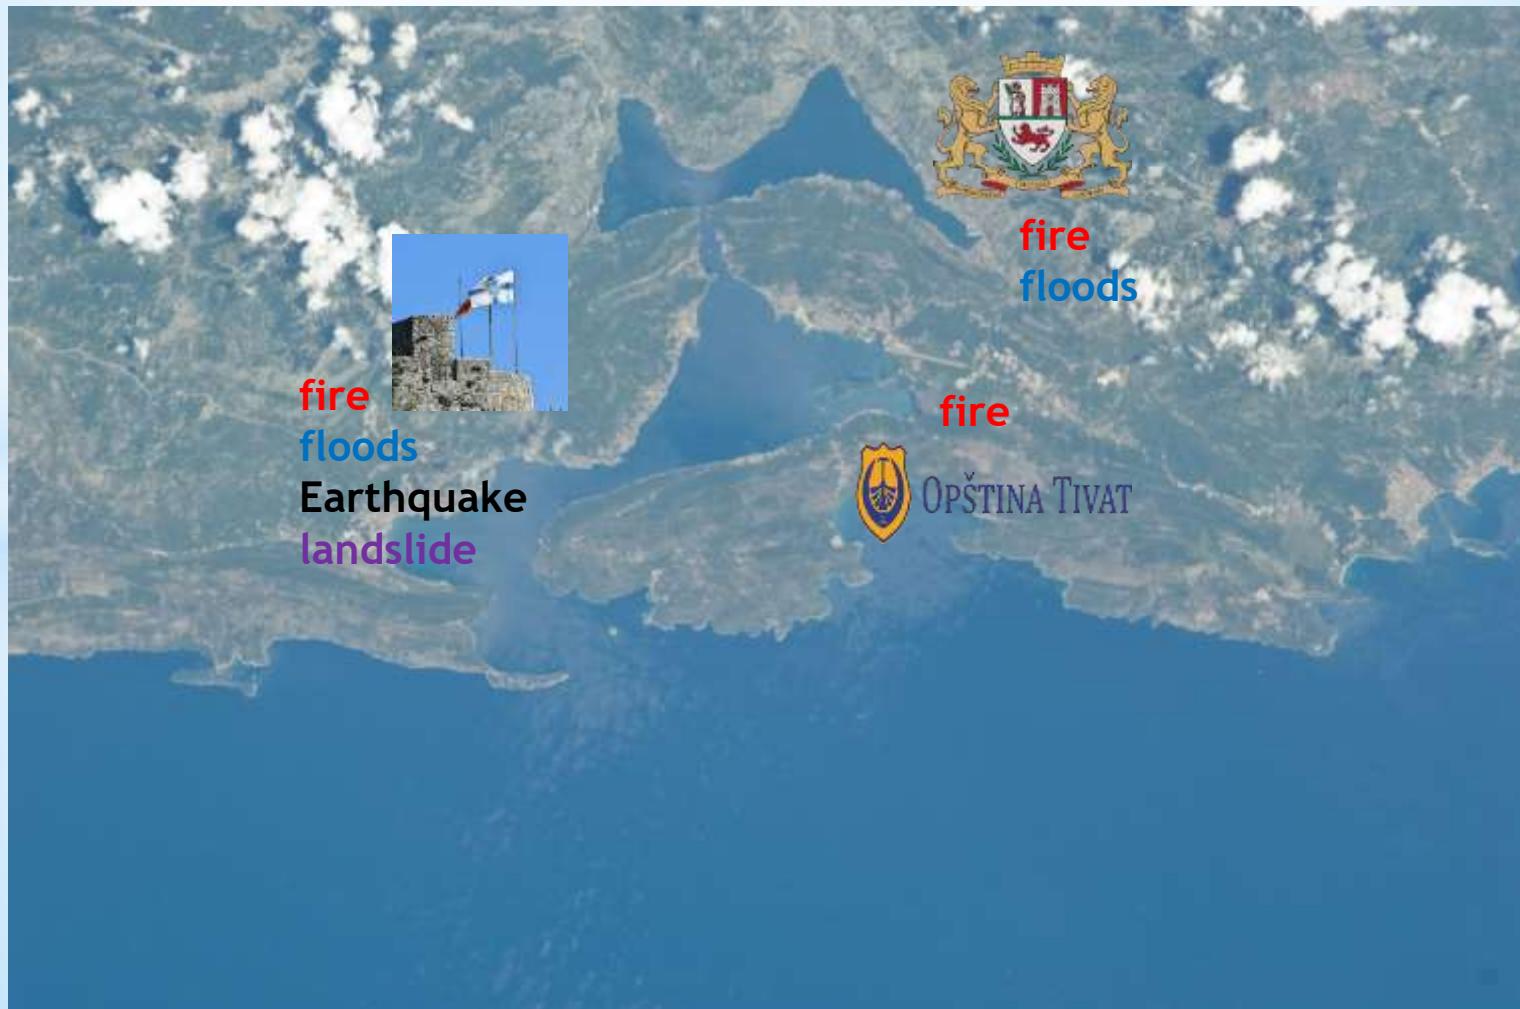 fire
floods
fire
floods
Earthquake
landslide
fire
OPŠTINA TIVAT